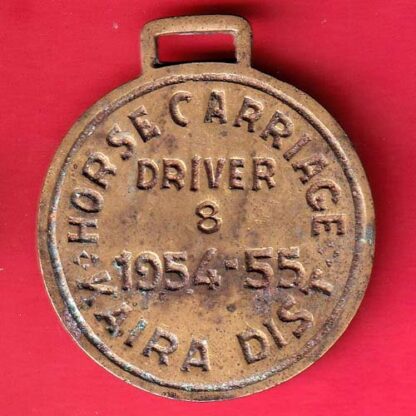 HORSE CARRIAGE
DRIVER
8
1954-55
KAIRA DIST